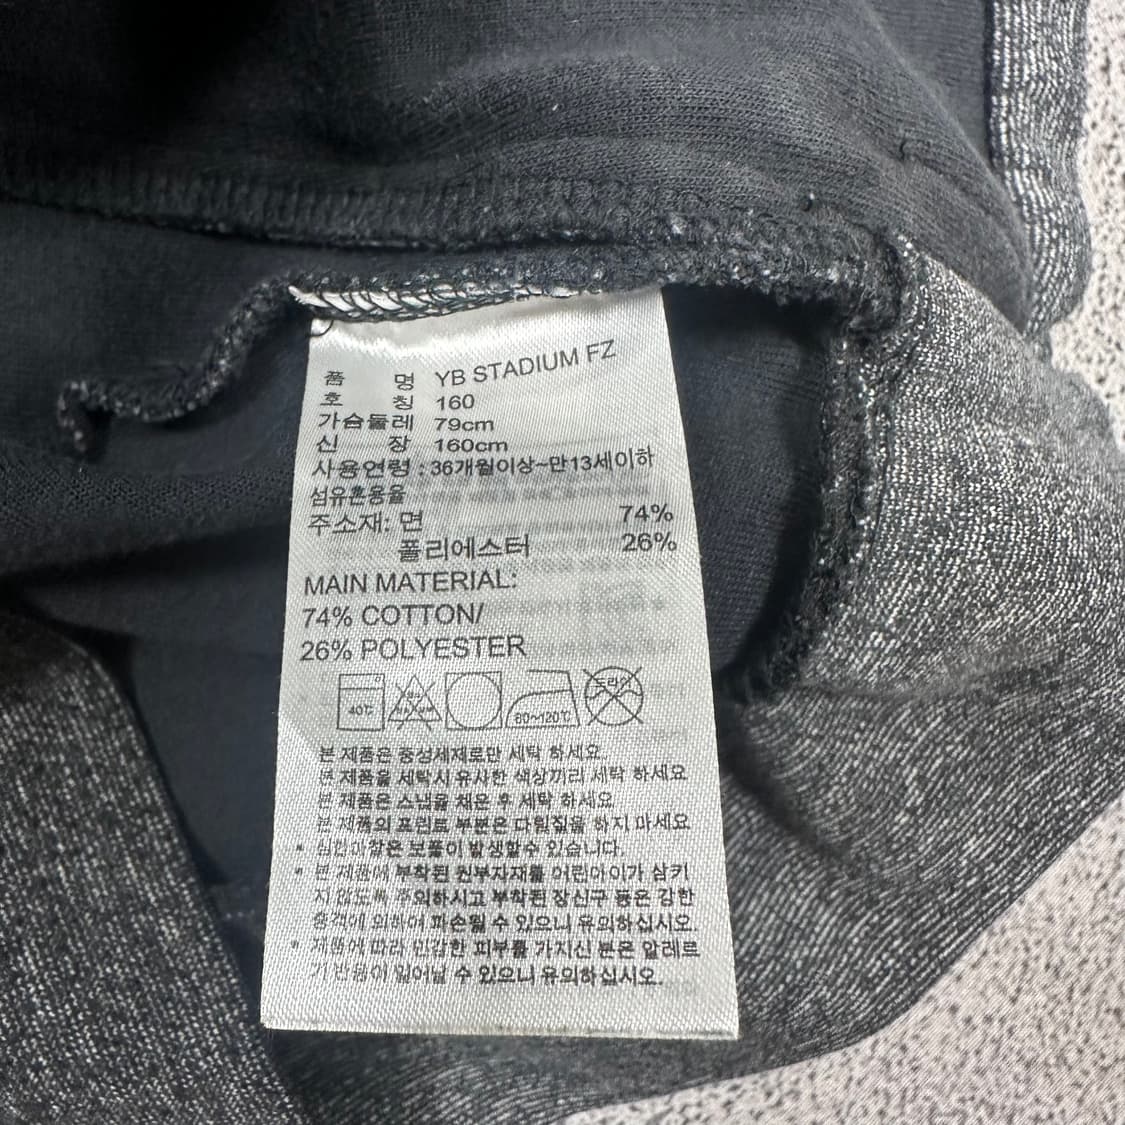 품 명 YB STADIUM FZ
호 칭 160
가슴둘레 79cm
신 장 160cm
사용연령 : 36개월이상~만13세이하
섬유혼용율
주소재: 면 74%
폴리에스터 26%
MAIN MATERIAL:
74% COTTON/
26% POLYESTER
40℃ 80~120℃ 드라이
본 제품은 중성세제로만 세탁 하세요.
본 제품을 세탁시 유사한 색상끼리 세탁 하세요
본 제품은 스냅을 채운 후 세탁 하세요
본 제품의 프린트 부분은 다림질을 하지 마세요
* 심한마찰은 보풀이 발생할수 있습니다.
* 본 제품에 부착된 원부자재를 어린아이가 삼키
지 않도록 주의하시고 부착된 장신구 등은 강한
충격에 의하여 파손될 수 있으니 유의하십시오.
* 제품에 따라 민감한 피부를 가지신 분은 알레르
기 반응이 일어날 수 있으니 유의하십시오.